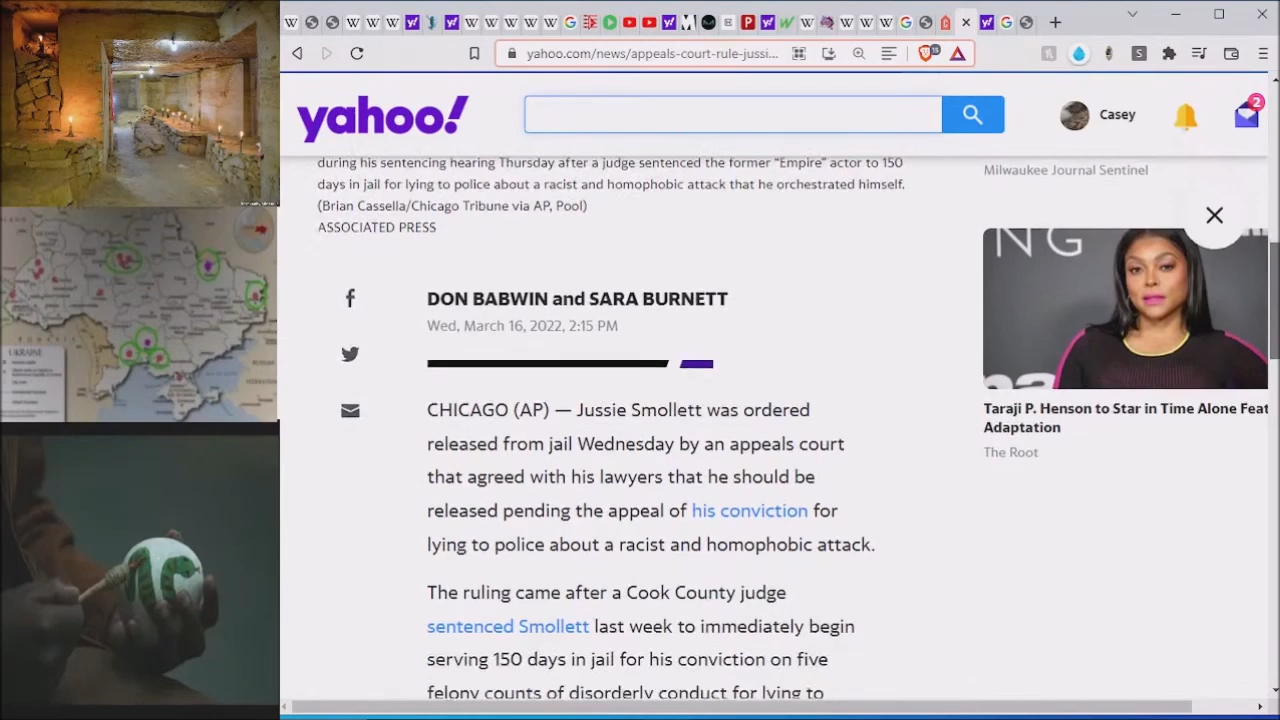 yahoo.com/news/appeals-court-rule-jussi...
15
S
yahoo!
Casey
2
during his sentencing hearing Thursday after a judge sentenced the former “Empire” actor to 150
days in jail for lying to police about a racist and homophobic attack that he orchestrated himself.
(Brian Cassella/Chicago Tribune via AP, Pool)
ASSOCIATED PRESS
Milwaukee Journal Sentinel
NG
DON BABWIN and SARA BURNETT
Wed, March 16, 2022, 2:15 PM
CHICAGO (AP) — Jussie Smollett was ordered
released from jail Wednesday by an appeals court
that agreed with his lawyers that he should be
released pending the appeal of his conviction for
lying to police about a racist and homophobic attack.
The ruling came after a Cook County judge
sentenced Smollett last week to immediately begin
serving 150 days in jail for his conviction on five
felony counts of disorderly conduct for lying to
Taraji P. Henson to Star in Time Alone Feat
Adaptation
The Root
UKRAINE